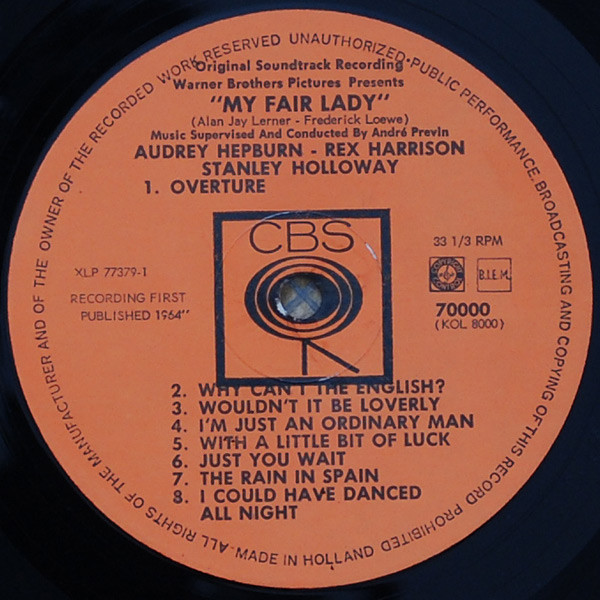 ALL RIGHTS OF THE MANUFACTURER AND OF THE OWNER OF THE RECORDED WORK RESERVED UNAUTHORIZED·PUBLIC PERFORMANCE. BROADCASTING AND COPYING OF THIS RECORD PROHIBITED
MADE IN HOLLAND
Original Soundtrack Recording
Warner Brothers Pictures Presents
"MY FAIR LADY"
(Alan Jay Lerner - Frederick Loewe)
Music Supervised And Conducted By André Previn
AUDREY HEPBURN - REX HARRISON
STANLEY HOLLOWAY
1. OVERTURE
CBS
33 1/3 RPM
XLP 77379-1
B.I.E.M.
RECORDING FIRST
PUBLISHED 1964"
70000
(KOL 8000)
2. WHY CAN'T THE ENGLISH?
3. WOULDN'T IT BE LOVERLY
4. I'M JUST AN ORDINARY MAN
5. WITH A LITTLE BIT OF LUCK
6. JUST YOU WAIT
7. THE RAIN IN SPAIN
8. I COULD HAVE DANCED
ALL NIGHT